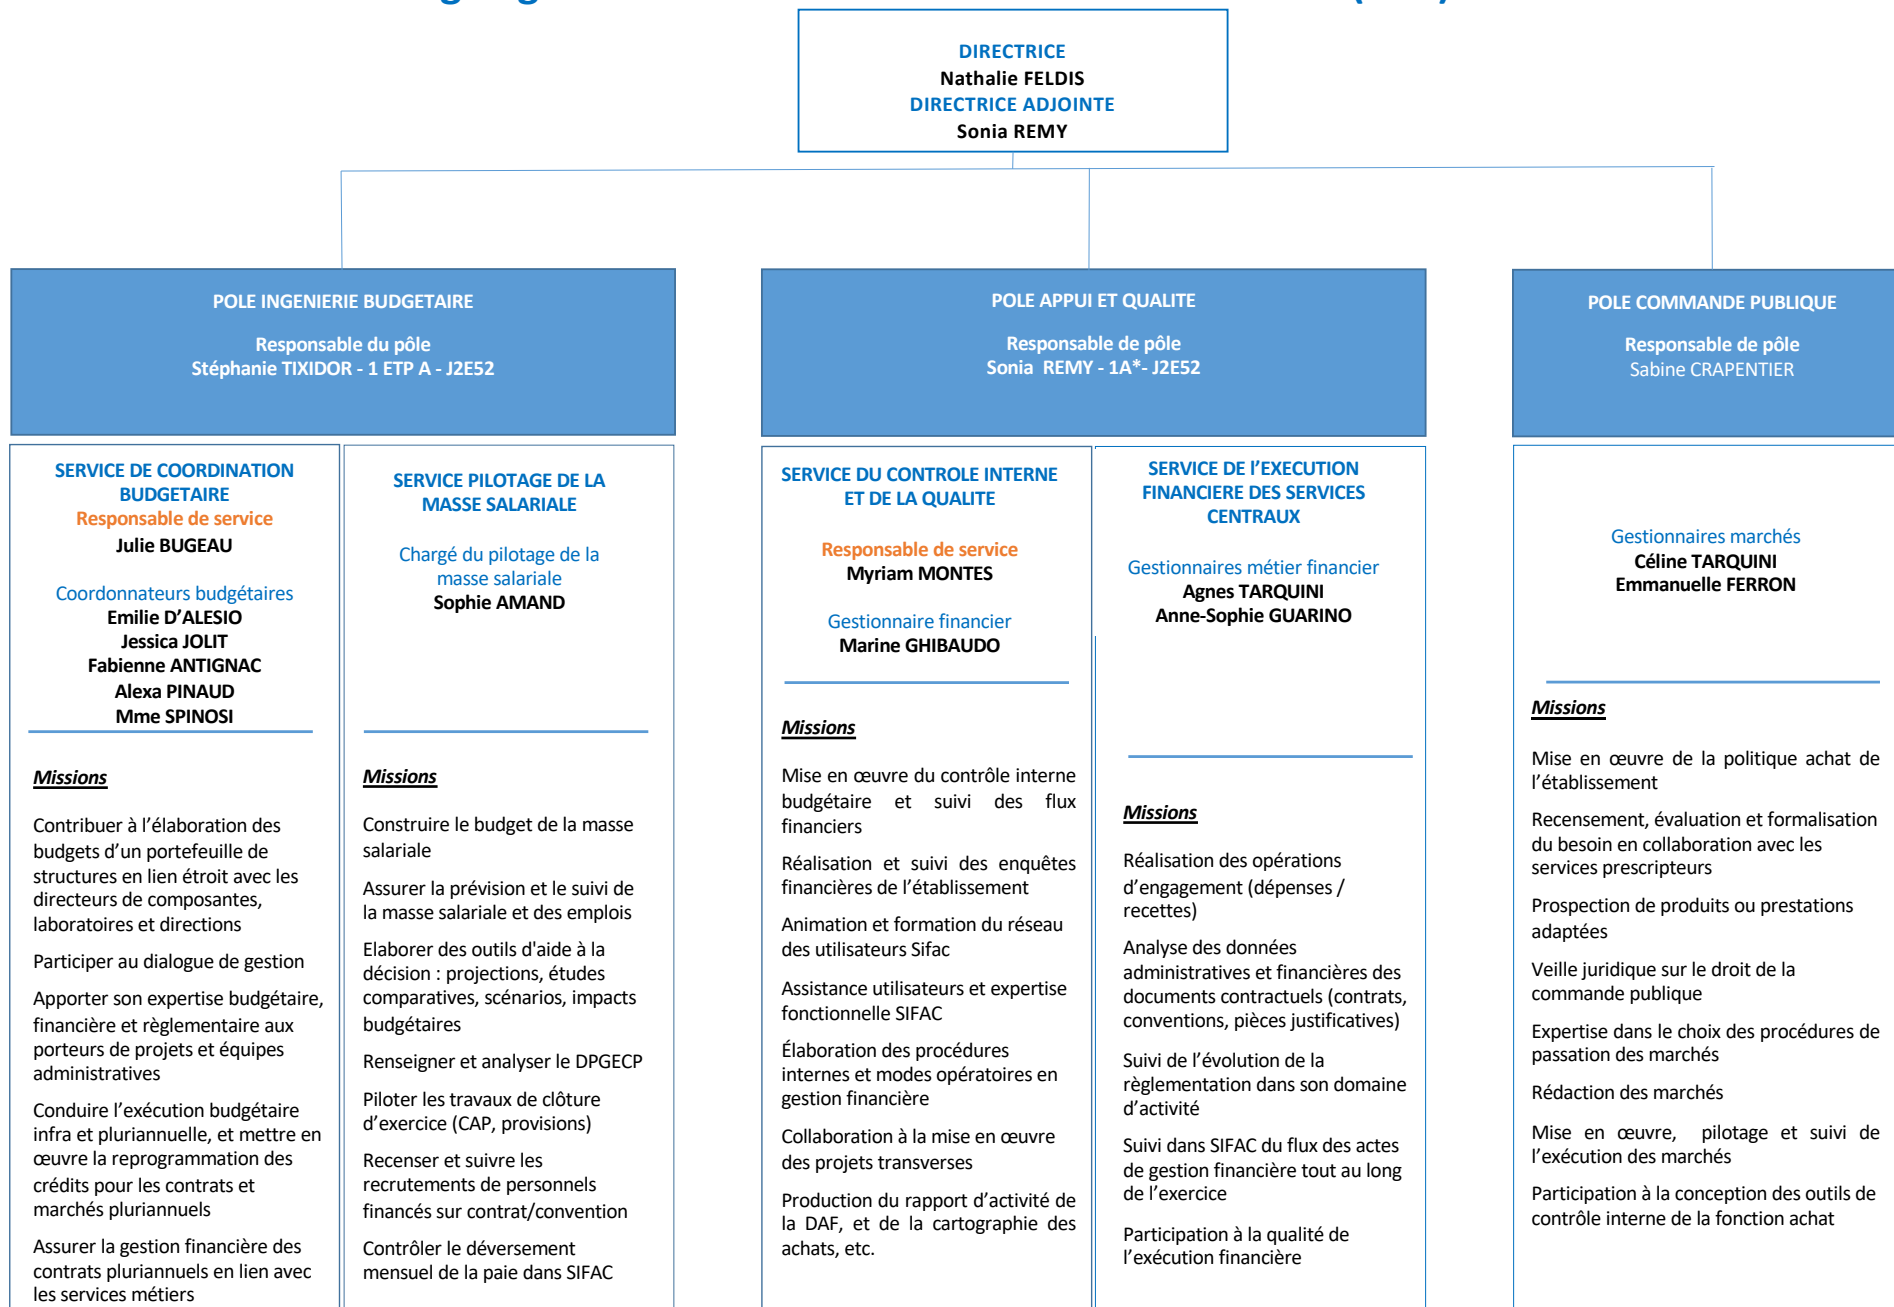 DIRECTRICE
Nathalie FELDIS
DIRECTRICE ADJOINTE
Sonia REMY
POLE INGENIERIE BUDGETAIRE
Responsable du pôle
Stéphanie TIXIDOR - 1 ETP A - J2E52
POLE APPUI ET QUALITE
Responsable de pôle
Sonia REMY - 1A*- J2E52
POLE COMMANDE PUBLIQUE
Responsable de pôle
Sabine CRAPENTIER
SERVICE DE COORDINATION
BUDGETAIRE
Responsable de service
Julie BUGEAU
Coordonnateurs budgétaires
Emilie D’ALESIO
Jessica JOLIT
Fabienne ANTIGNAC
Alexa PINAUD
Mme SPINOSI
Missions
Contribuer à l’élaboration des
budgets d’un portefeuille de
structures en lien étroit avec les
directeurs de composantes,
laboratoires et directions
Participer au dialogue de gestion
Apporter son expertise budgétaire,
financière et règlementaire aux
porteurs de projets et équipes
administratives
Conduire l’exécution budgétaire
infra et pluriannuelle, et mettre en
œuvre la reprogrammation des
crédits pour les contrats et
marchés pluriannuels
Assurer la gestion financière des
contrats pluriannuels en lien avec
les services métiers
SERVICE PILOTAGE DE LA
MASSE SALARIALE
Chargé du pilotage de la
masse salariale
Sophie AMAND
Missions
Construire le budget de la masse
salariale
Assurer la prévision et le suivi de
la masse salariale et des emplois
Elaborer des outils d'aide à la
décision : projections, études
comparatives, scénarios, impacts
budgétaires
Renseigner et analyser le DPGECP
Piloter les travaux de clôture
d’exercice (CAP, provisions)
Recenser et suivre les
recrutements de personnels
financés sur contrat/convention
Contrôler le déversement
mensuel de la paie dans SIFAC
SERVICE DU CONTROLE INTERNE
ET DE LA QUALITE
Responsable de service
Myriam MONTES
Gestionnaire financier
Marine GHIBAUDO
Missions
Mise en œuvre du contrôle interne
budgétaire et suivi des flux
financiers
Réalisation et suivi des enquêtes
financières de l’établissement
Animation et formation du réseau
des utilisateurs Sifac
Assistance utilisateurs et expertise
fonctionnelle SIFAC
Élaboration des procédures
internes et modes opératoires en
gestion financière
Collaboration à la mise en œuvre
des projets transverses
Production du rapport d’activité de
la DAF, et de la cartographie des
achats, etc.
SERVICE DE l’EXECUTION
FINANCIERE DES SERVICES
CENTRAUX
Gestionnaires métier financier
Agnes TARQUINI
Anne-Sophie GUARINO
Missions
Réalisation des opérations
d’engagement (dépenses /
recettes)
Analyse des données
administratives et financières des
documents contractuels (contrats,
conventions, pièces justificatives)
Suivi de l’évolution de la
règlementation dans son domaine
d’activité
Suivi dans SIFAC du flux des actes
de gestion financière tout au long
de l’exercice
Participation à la qualité de
l’exécution financière
Gestionnaires marchés
Céline TARQUINI
Emmanuelle FERRON
Missions
Mise en œuvre de la politique achat de
l’établissement
Recensement, évaluation et formalisation
du besoin en collaboration avec les
services prescripteurs
Prospection de produits ou prestations
adaptées
Veille juridique sur le droit de la
commande publique
Expertise dans le choix des procédures de
passation des marchés
Rédaction des marchés
Mise en œuvre, pilotage et suivi de
l’exécution des marchés
Participation à la conception des outils de
contrôle interne de la fonction achat